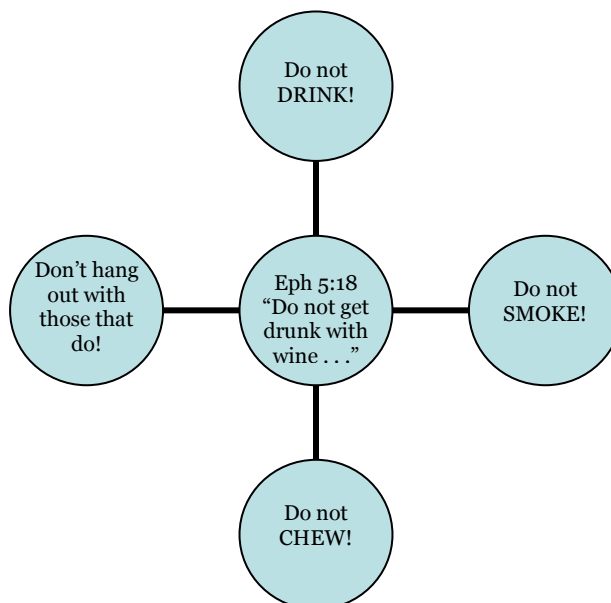 Do not
DRINK!
Don’t hang
out with
those that
do!
Eph 5:18
“Do not get
drunk with
wine . . .”
Do not
SMOKE!
Do not
CHEW!